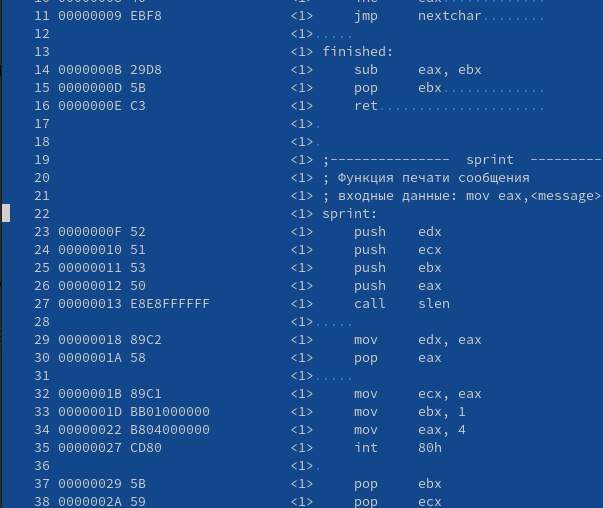 11 00000009 EBF8 <1> jmp nextchar........
12 <1>.....
13 <1> finished:
14 0000000B 29D8 <1> sub eax, ebx
15 0000000D 5B <1> pop ebx.............
16 0000000E C3 <1> ret.....................
17 <1>.
18 <1>.
19 <1> ;--------------- sprint ---------
20 <1> ; Функция печати сообщения
21 <1> ; входные данные: mov eax,<message>
22 <1> sprint:
23 0000000F 52 <1> push edx
24 00000010 51 <1> push ecx
25 00000011 53 <1> push ebx
26 00000012 50 <1> push eax
27 00000013 E8E8FFFFFF <1> call slen
28 <1>.....
29 00000018 89C2 <1> mov edx, eax
30 0000001A 58 <1> pop eax
31 <1>.....
32 0000001B 89C1 <1> mov ecx, eax
33 0000001D BB01000000 <1> mov ebx, 1
34 00000022 B804000000 <1> mov eax, 4
35 00000027 CD80 <1> int 80h
36 <1>.
37 00000029 5B <1> pop ebx
38 0000002A 59 <1> pop ecx